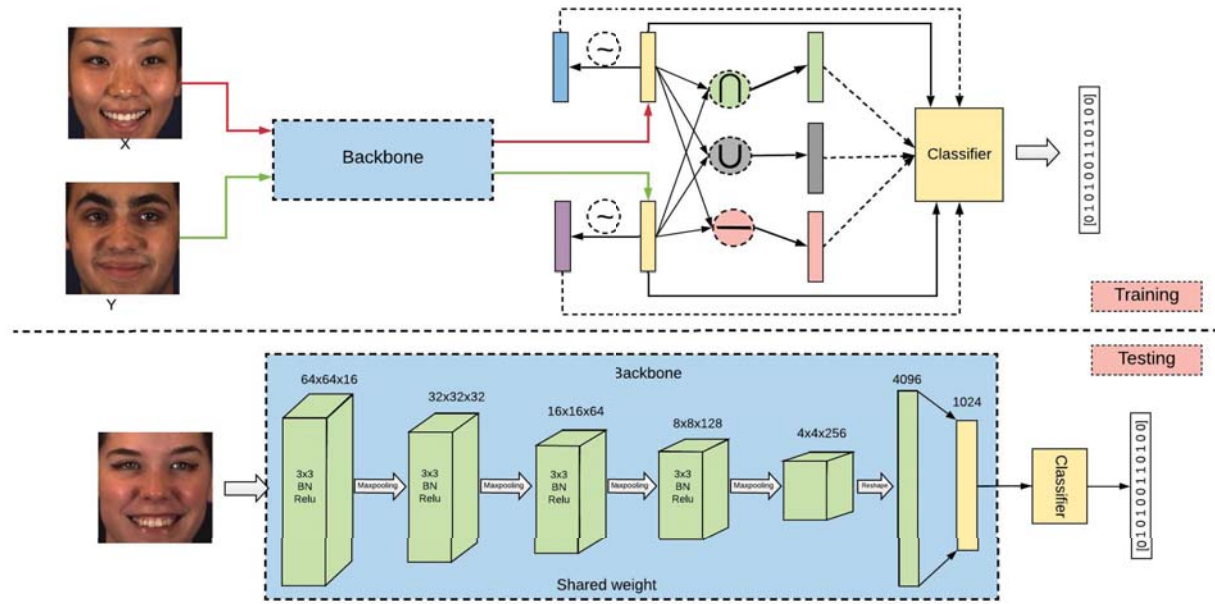 X
Y
Backbone
~
~
∩
∪
−
Classifier
[0 1 0 1 0 0 1 1 0 1 0 0]
Training
Testing
Backbone
64x64x16
32x32x32
16x16x64
8x8x128
4x4x256
4096
1024
3x3
BN
Relu
Maxpooling
3x3
BN
Relu
Maxpooling
3x3
BN
Relu
Maxpooling
3x3
BN
Relu
Maxpooling
Reshape
Classifier
[0 1 0 1 0 0 1 1 0 1 0 0]
Shared weight